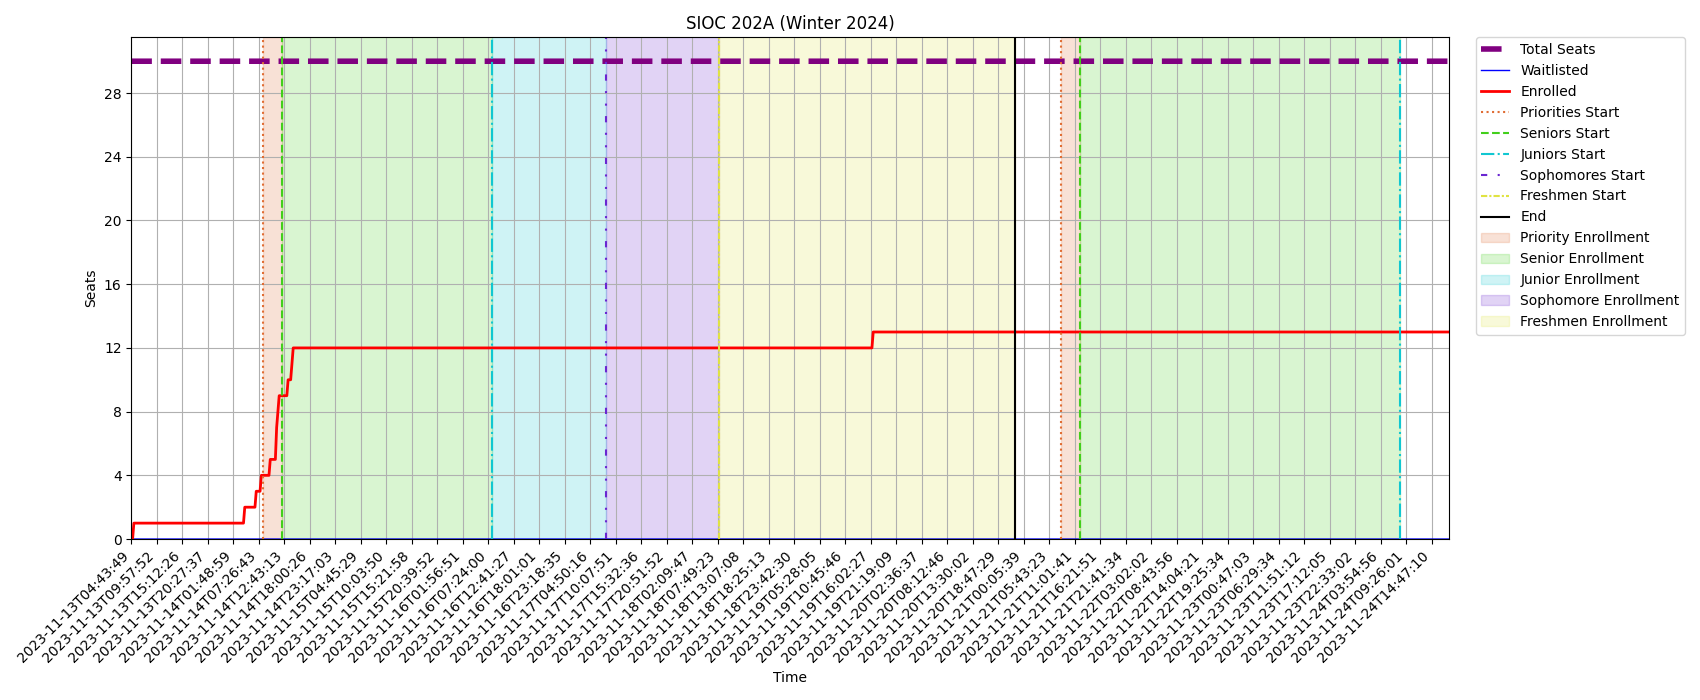 SIOC 202A (Winter 2024)
Seats
28
24
20
16
12
8
4
0
2023-11-13T04:43:49
2023-11-13T09:57:52
2023-11-13T15:12:26
2023-11-13T20:27:37
2023-11-14T01:48:59
2023-11-14T07:26:43
2023-11-14T12:43:13
2023-11-14T18:00:26
2023-11-14T23:17:03
2023-11-15T04:45:29
2023-11-15T10:03:50
2023-11-15T15:21:58
2023-11-15T20:39:52
2023-11-16T01:56:51
2023-11-16T07:24:00
2023-11-16T12:41:27
2023-11-16T18:01:01
2023-11-16T23:18:35
2023-11-17T04:50:16
2023-11-17T10:07:51
2023-11-17T15:32:36
2023-11-17T20:51:52
2023-11-18T02:09:47
2023-11-18T07:49:23
2023-11-18T13:07:08
2023-11-18T18:25:13
2023-11-18T23:42:30
2023-11-19T05:28:05
2023-11-19T10:45:46
2023-11-19T16:02:27
2023-11-19T21:19:09
2023-11-20T02:36:37
2023-11-20T08:12:46
2023-11-20T13:30:02
2023-11-20T18:47:29
2023-11-21T00:05:39
2023-11-21T05:43:23
2023-11-21T11:01:41
2023-11-21T16:21:51
2023-11-21T21:41:34
2023-11-22T03:02:02
2023-11-22T08:43:56
2023-11-22T14:04:21
2023-11-22T19:25:34
2023-11-23T00:47:03
2023-11-23T06:29:34
2023-11-23T11:51:12
2023-11-23T17:12:05
2023-11-23T22:33:02
2023-11-24T03:54:56
2023-11-24T09:26:01
2023-11-24T14:47:10
Time
Total Seats
Waitlisted
Enrolled
Priorities Start
Seniors Start
Juniors Start
Sophomores Start
Freshmen Start
End
Priority Enrollment
Senior Enrollment
Junior Enrollment
Sophomore Enrollment
Freshmen Enrollment